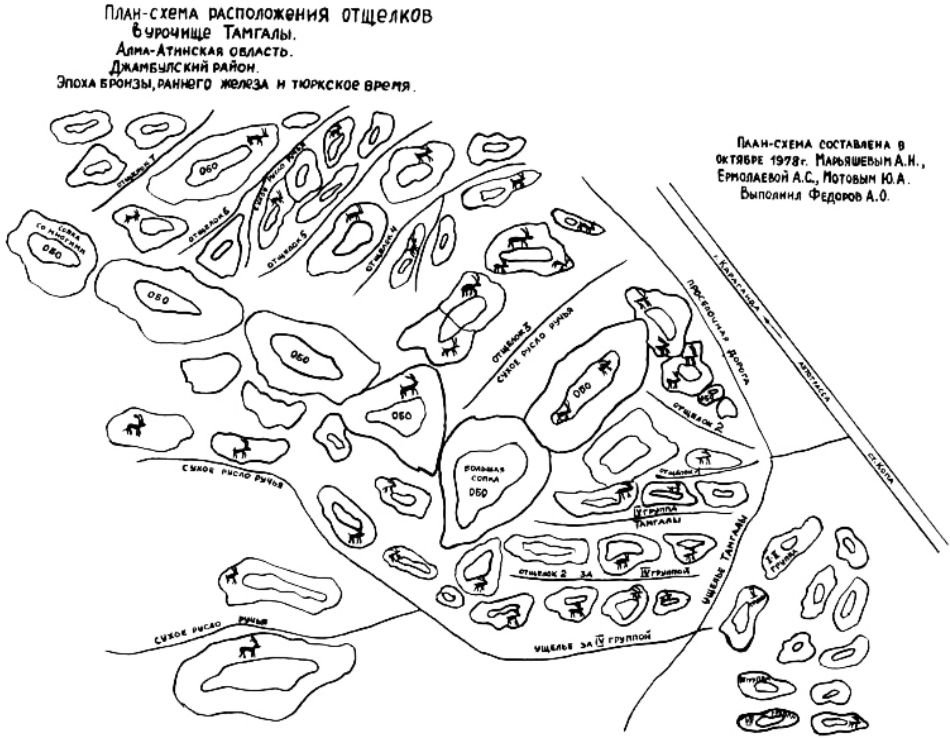 План-схема расположения отщелков
в урочище Тамгалы.
Алма-Атинская область.
Джамбулский район.
Эпоха бронзы, раннего железа и тюркское время.
План-схема составлена в
октябре 1978г. Марьяшевым А.Н.,
Ермолаевой А.С., Мотовым Ю.А.
Выполнил Федоров А.О.
отщелок 7
ОБО
отщелок 6
сухое русло ручья
отщелок 5
отщелок 4
сопка
со многими
ОБО
ОБО
ОБО
г. Караганда
проселочная дорога
автотрасса
ст. Копа
отщелок 3
сухое русло ручья
ОБО
ОБО
отщелок 2
Большая
сопка
ОБО
отщелок 1
сухое русло ручья
V группа
Тамгалы
ущелье Тамгалы
отщелок 2 за IV группой
группа
сухое русло ручья
ущелье за IV группой